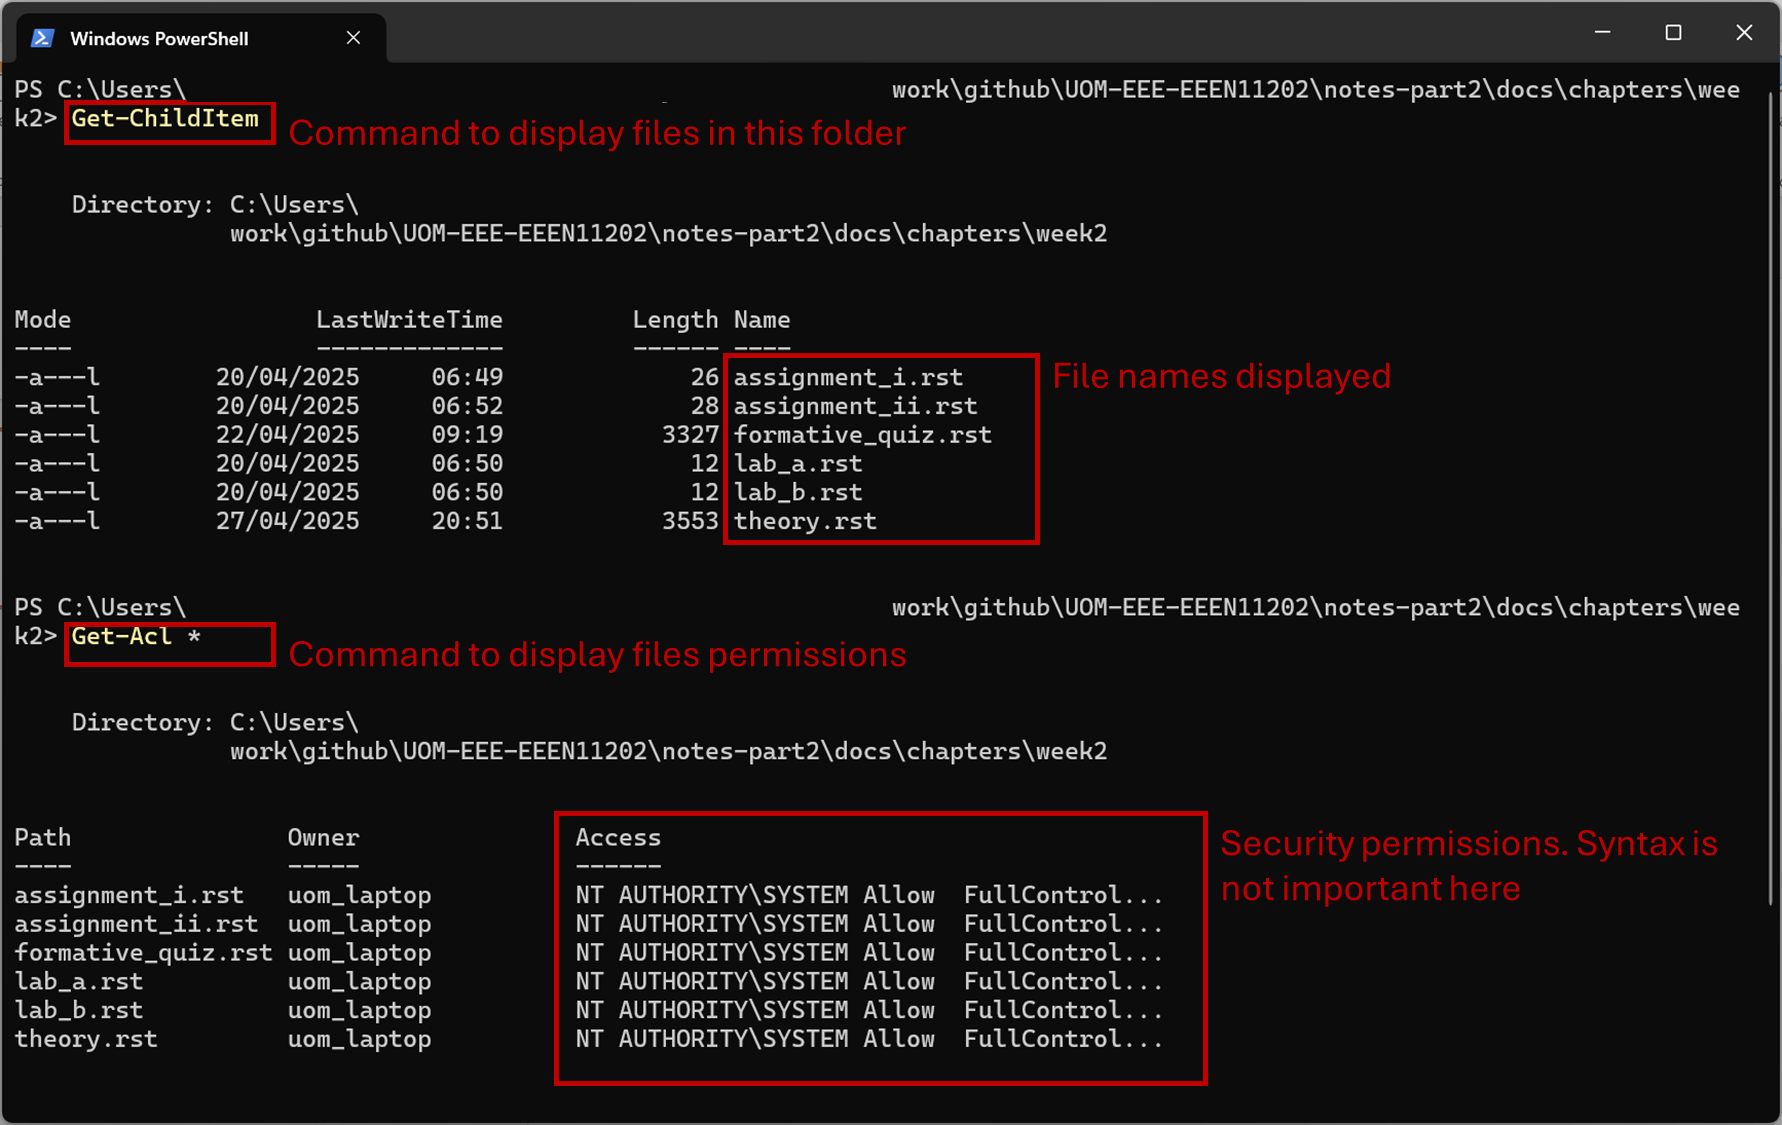 Windows PowerShell
PS C:\Users\ work\github\UOM-EEE-EEEN11202\notes-part2\docs\chapters\wee
k2> Get-ChildItem
Command to display files in this folder
Directory: C:\Users\
work\github\UOM-EEE-EEEN11202\notes-part2\docs\chapters\week2
Mode LastWriteTime Length Name
---- ------------- ------ ----
-a---l 20/04/2025 06:49 26 assignment_i.rst
File names displayed
-a---l 20/04/2025 06:52 28 assignment_ii.rst
-a---l 22/04/2025 09:19 3327 formative_quiz.rst
-a---l 20/04/2025 06:50 12 lab_a.rst
-a---l 20/04/2025 06:50 12 lab_b.rst
-a---l 27/04/2025 20:51 3553 theory.rst
PS C:\Users\ work\github\UOM-EEE-EEEN11202\notes-part2\docs\chapters\wee
k2> Get-Acl *
Command to display files permissions
Directory: C:\Users\
work\github\UOM-EEE-EEEN11202\notes-part2\docs\chapters\week2
Path Owner Access
---- ----- ------
Security permissions. Syntax is
not important here
assignment_i.rst uom_laptop NT AUTHORITY\SYSTEM Allow FullControl...
assignment_ii.rst uom_laptop NT AUTHORITY\SYSTEM Allow FullControl...
formative_quiz.rst uom_laptop NT AUTHORITY\SYSTEM Allow FullControl...
lab_a.rst uom_laptop NT AUTHORITY\SYSTEM Allow FullControl...
lab_b.rst uom_laptop NT AUTHORITY\SYSTEM Allow FullControl...
theory.rst uom_laptop NT AUTHORITY\SYSTEM Allow FullControl...